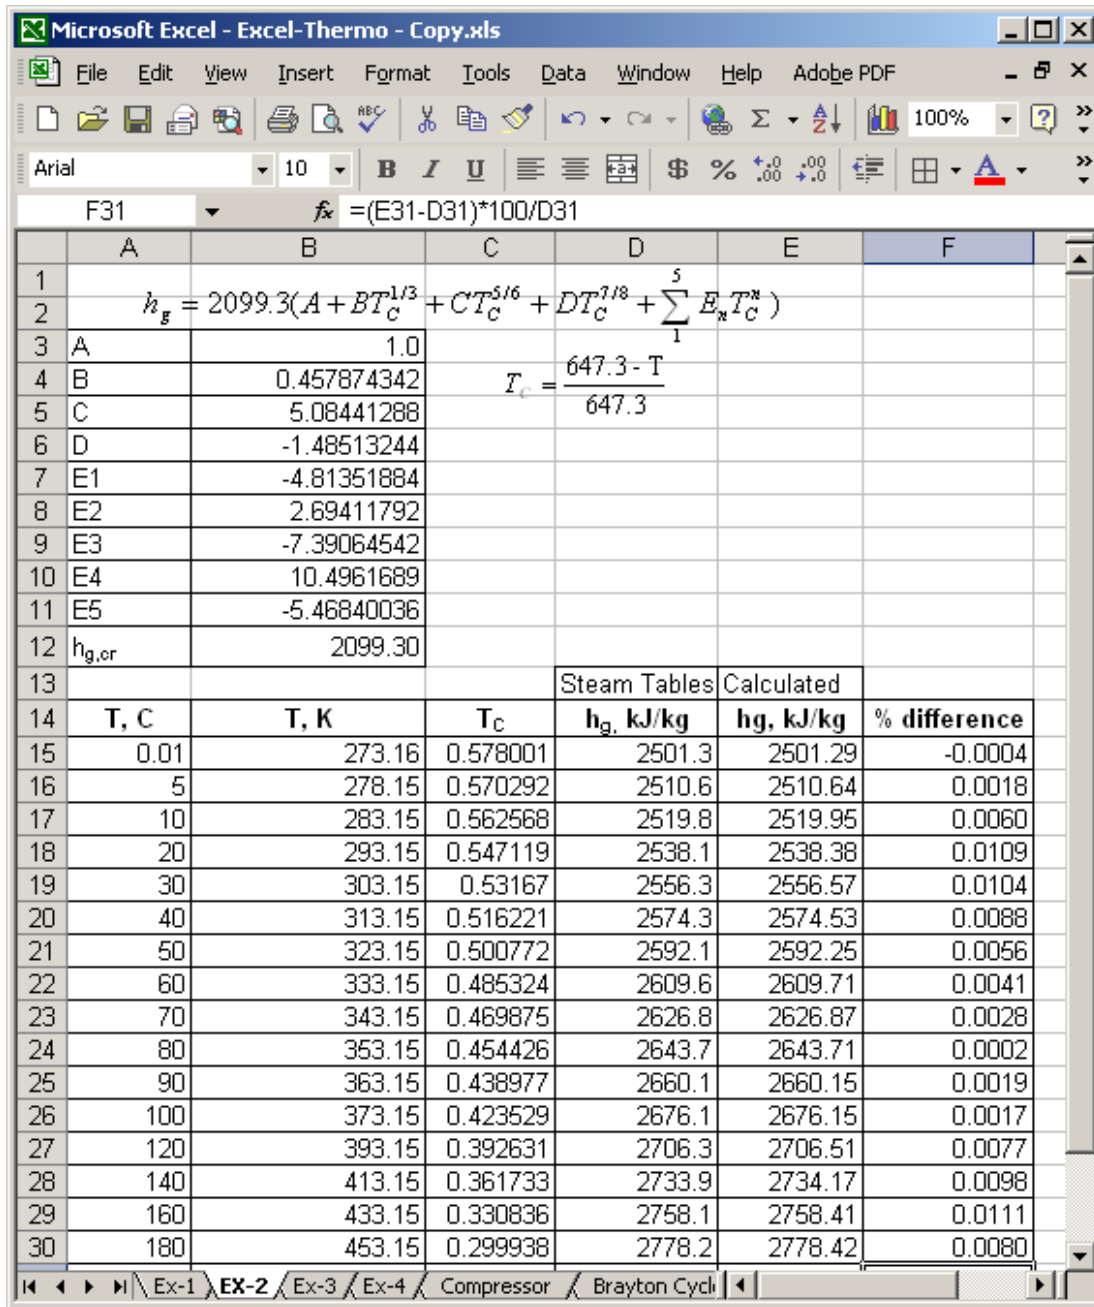 Microsoft Excel - Excel-Thermo - Copy.xls
File Edit View Insert Format Tools Data Window Help Adobe PDF
ABC Σ 100%
Arial 10 B I U $ % A
F31 fx =(E31-D31)*100/D31
A B C D E F
1
2 h_g = 2099.3(A + BT_C^{1/3} + CT_C^{5/6} + DT_C^{7/8} + \sum_{1}^{5} E_n T_C^n )
3 A 1.0
4 B 0.457874342 T_C = \frac{647.3 - T}{647.3}
5 C 5.08441288
6 D -1.48513244
7 E1 -4.81351884
8 E2 2.69411792
9 E3 -7.39064542
10 E4 10.4961689
11 E5 -5.46840036
12 h_{g,cr} 2099.30
13 Steam Tables Calculated
14 T, C T, K T_C h_g, kJ/kg hg, kJ/kg % difference
15 0.01 273.16 0.578001 2501.3 2501.29 -0.0004
16 5 278.15 0.570292 2510.6 2510.64 0.0018
17 10 283.15 0.562568 2519.8 2519.95 0.0060
18 20 293.15 0.547119 2538.1 2538.38 0.0109
19 30 303.15 0.53167 2556.3 2556.57 0.0104
20 40 313.15 0.516221 2574.3 2574.53 0.0088
21 50 323.15 0.500772 2592.1 2592.25 0.0056
22 60 333.15 0.485324 2609.6 2609.71 0.0041
23 70 343.15 0.469875 2626.8 2626.87 0.0028
24 80 353.15 0.454426 2643.7 2643.71 0.0002
25 90 363.15 0.438977 2660.1 2660.15 0.0019
26 100 373.15 0.423529 2676.1 2676.15 0.0017
27 120 393.15 0.392631 2706.3 2706.51 0.0077
28 140 413.15 0.361733 2733.9 2734.17 0.0098
29 160 433.15 0.330836 2758.1 2758.41 0.0111
30 180 453.15 0.299938 2778.2 2778.42 0.0080
Ex-1 EX-2 Ex-3 Ex-4 Compressor Brayton Cycl